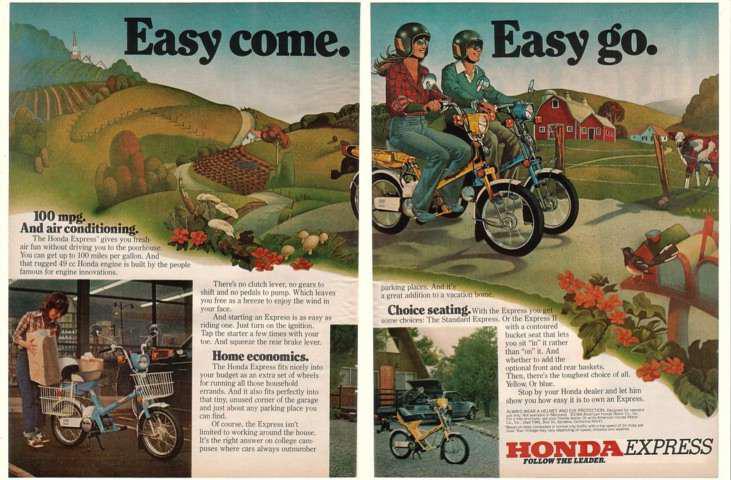 Easy come.
100 mpg.
And air conditioning.
The Honda Express® gives you fresh-
air fun without driving you to the poorhouse.
You can get up to 100 miles per gallon. And
that rugged 49 cc Honda engine is built by the people
famous for engine innovations.
There's no clutch lever, no gears to
shift and no pedals to pump. Which leaves
you free as a breeze to enjoy the wind in
your face.
And starting an Express is as easy as
riding one. Just turn on the ignition.
Tap the starter a few times with your
toe. And squeeze the rear brake lever.
Home economics.
The Honda Express fits nicely into
your budget as an extra set of wheels
for running all those household
errands. And it also fits perfectly into
that tiny, unused corner of the garage
and just about any parking place you
can find.
Of course, the Express isn't
limited to working around the house.
It's the right answer on college cam-
puses where cars always outnumber
Easy go.
parking places. And it's
a great addition to a vacation home.
Choice seating. With the Express you get
some choices: The Standard Express. Or the Express II
with a contoured
bucket seat that lets
you sit "in" it rather
than "on" it. And
whether to add the
optional front and rear baskets.
Then, there's the toughest choice of all.
Yellow. Or blue.
Stop by your Honda dealer and let him
show you how easy it is to own an Express.
ALWAYS WEAR A HELMET AND EYE PROTECTION.
HONDA EXPRESS
FOLLOW THE LEADER.